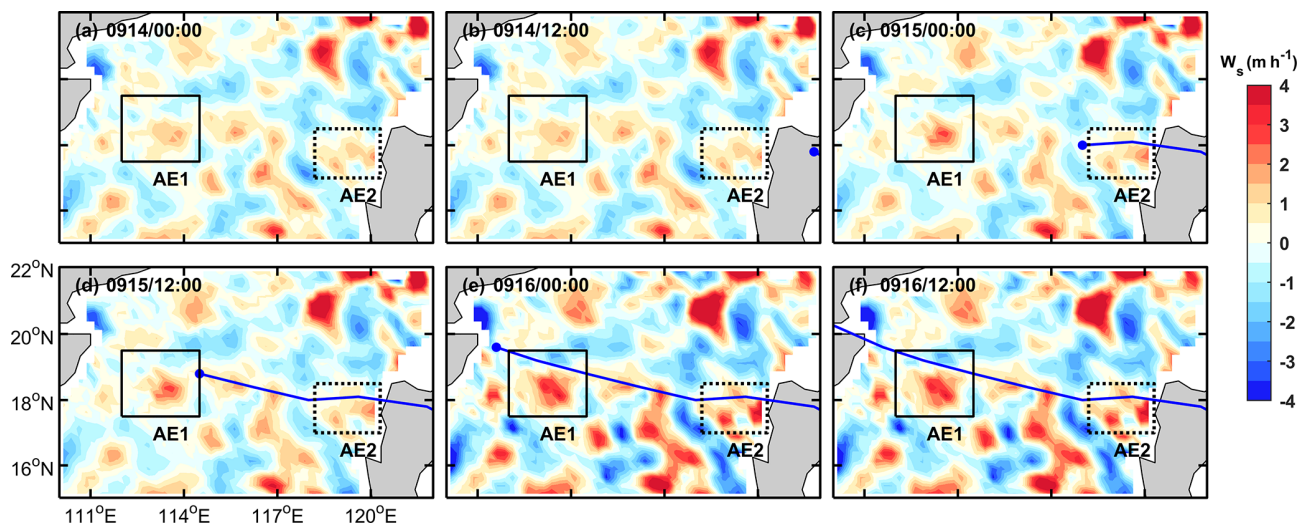 (a) 0914/00:00
(b) 0914/12:00
(c) 0915/00:00
AE1
AE2
AE1
AE2
AE1
AE2
Ws (m h-1)
4
3
2
1
0
-1
-2
-3
-4
(d) 0915/12:00
(e) 0916/00:00
(f) 0916/12:00
22°N
20°N
18°N
16°N
AE1
AE2
AE1
AE2
AE1
AE2
111°E
114°E
117°E
120°E